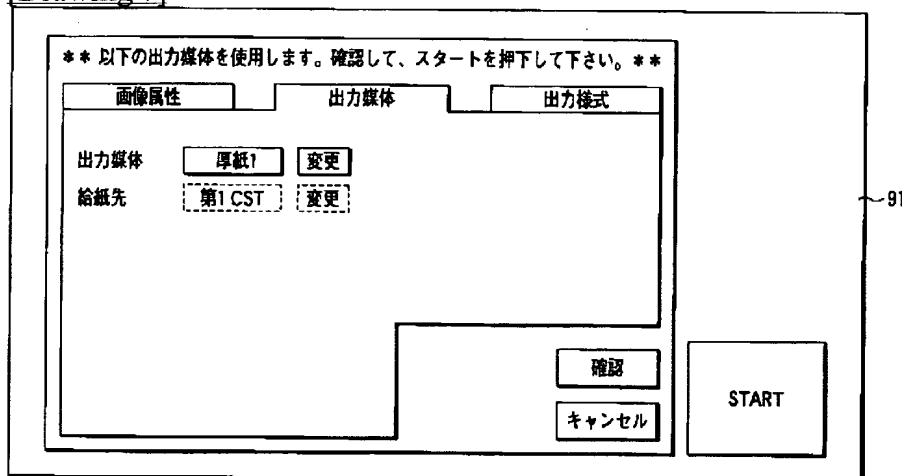 ** 以下の出力媒体を使用します。確認して、スタートを押下して下さい。**
画像属性 出力媒体 出力様式
出力媒体 厚紙1 変更
給紙先 第1 CST 変更
91
確認
START
キャンセル